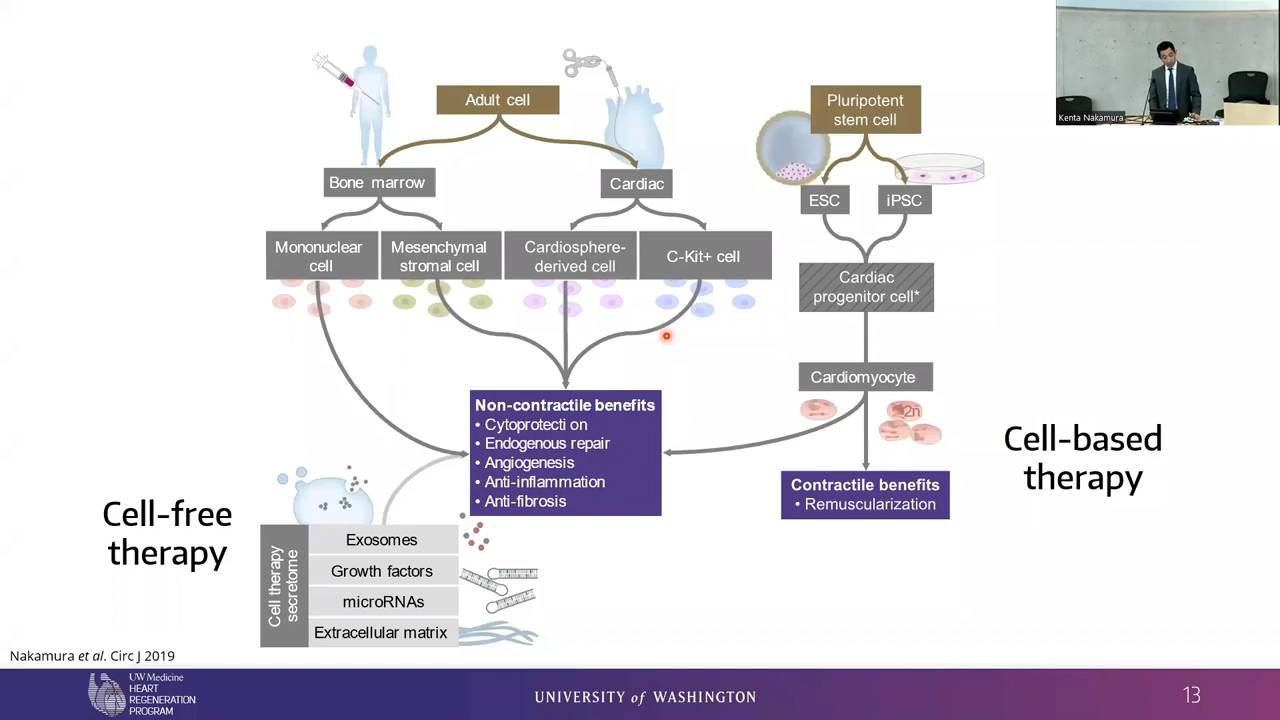 Kenta Nakamura
Adult cell
Pluripotent
stem cell
Bone marrow
Cardiac
ESC
iPSC
Mononuclear
cell
Mesenchymal
stromal cell
Cardiosphere-
derived cell
C-Kit+ cell
Cardiac
progenitor cell*
Cardiomyocyte
2n
Non-contractile benefits
• Cytoprotecti on
• Endogenous repair
• Angiogenesis
• Anti-inflammation
• Anti-fibrosis
Contractile benefits
• Remuscularization
Cell-based
therapy
Cell-free
therapy
Cell therapy
secretome
Exosomes
Growth factors
microRNAs
Extracellular matrix
Nakamura et al. Circ J 2019
UW Medicine
HEART
REGENERATION
PROGRAM
UNIVERSITY of WASHINGTON
13